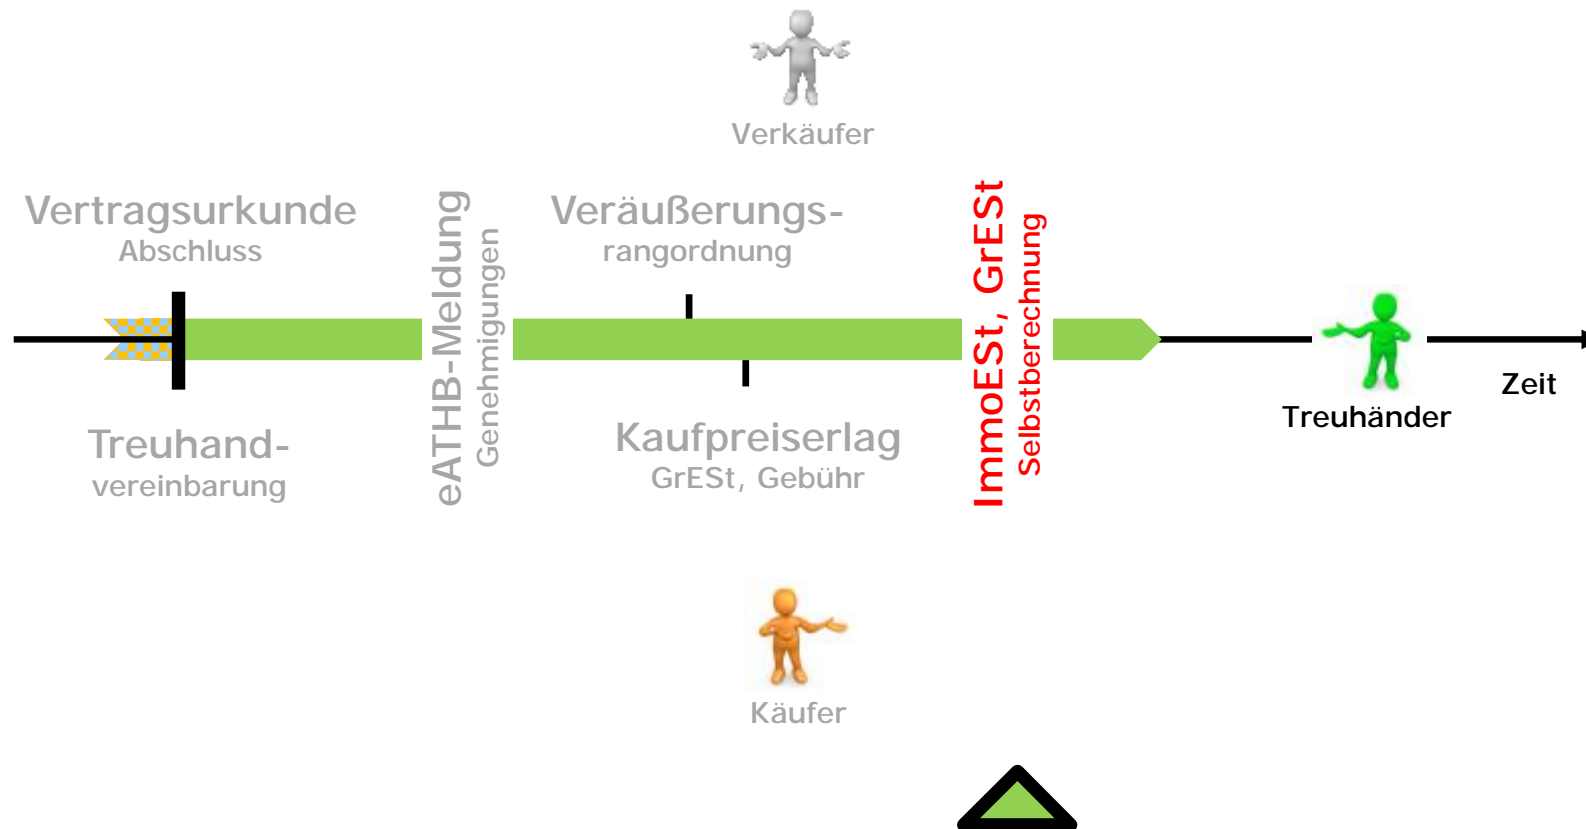 Verkäufer
Vertragsurkunde
Abschluss
eATHB-Meldung
Genehmigungen
Veräußerungs-
rangordnung
ImmoESt, GrESt
Selbstberechnung
Zeit
Treuhänder
Treuhand-
vereinbarung
Kaufpreiserlag
GrESt, Gebühr
Käufer